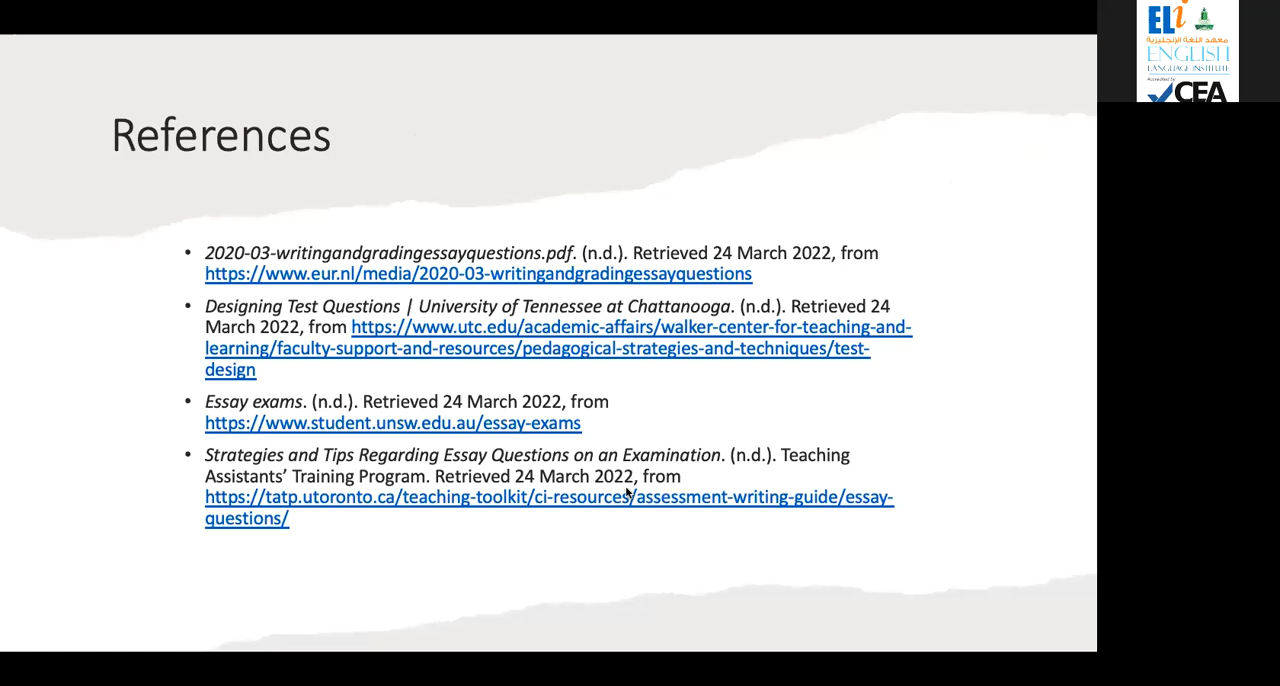 References
• 2020-03-writingandgradingessayquestions.pdf. (n.d.). Retrieved 24 March 2022, from
https://www.eur.nl/media/2020-03-writingandgradingessayquestions
• Designing Test Questions | University of Tennessee at Chattanooga. (n.d.). Retrieved 24
March 2022, from https://www.utc.edu/academic-affairs/walker-center-for-teaching-and-
learning/faculty-support-and-resources/pedagogical-strategies-and-techniques/test-
design
• Essay exams. (n.d.). Retrieved 24 March 2022, from
https://www.student.unsw.edu.au/essay-exams
• Strategies and Tips Regarding Essay Questions on an Examination. (n.d.). Teaching
Assistants’ Training Program. Retrieved 24 March 2022, from
https://tatp.utoronto.ca/teaching-toolkit/ci-resources/assessment-writing-guide/essay-
questions/
ELi
معهد اللغة الإنجليزية
ENGLISH
LANGUAGE INSTITUTE
Accredited by
CEA